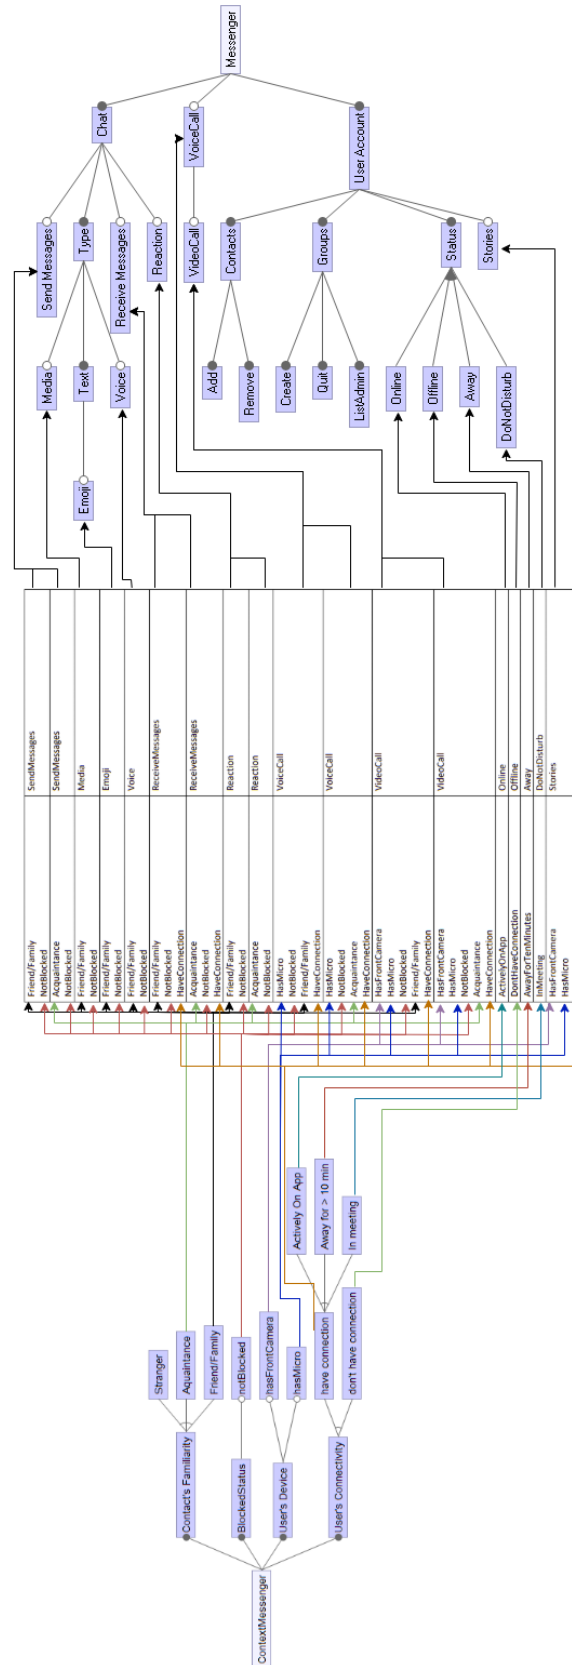 ContextMessenger
Contact's Familiarity
BlockedStatus
User's Device
User's Connectivity
Stranger
Aquaintance
Friend/Family
notBlocked
hasFrontCamera
hasMicro
have connection
don't have connection
Actively On App
Away for > 10 min
In meeting
Friend/Family
NotBlocked
SendMessages
Acquaintance
NotBlocked
SendMessages
Friend/Family
NotBlocked
Media
Friend/Family
NotBlocked
Emoji
Friend/Family
NotBlocked
Voice
Friend/Family
NotBlocked
HaveConnection
ReceiveMessages
Acquaintance
NotBlocked
HaveConnection
ReceiveMessages
Friend/Family
NotBlocked
Reaction
Acquaintance
NotBlocked
Reaction
HasMicro
NotBlocked
Friend/Family
HaveConnection
VoiceCall
HasMicro
NotBlocked
Acquaintance
HaveConnection
VoiceCall
HasFrontCamera
HasMicro
NotBlocked
Friend/Family
HaveConnection
VideoCall
HasFrontCamera
HasMicro
NotBlocked
Acquaintance
HaveConnection
VideoCall
ActivelyOnApp
Online
DontHaveConnection
Offline
AwayForTenMinutes
Away
InMeeting
DoNotDisturb
HasFrontCamera
HasMicro
Stories
Media
Text
Voice
Emoji
Send Messages
Type
Receive Messages
Reaction
VideoCall
Add
Remove
Create
Quit
ListAdmin
Online
Offline
Away
DoNotDisturb
Contacts
Groups
Status
Stories
Chat
VoiceCall
User Account
Messenger